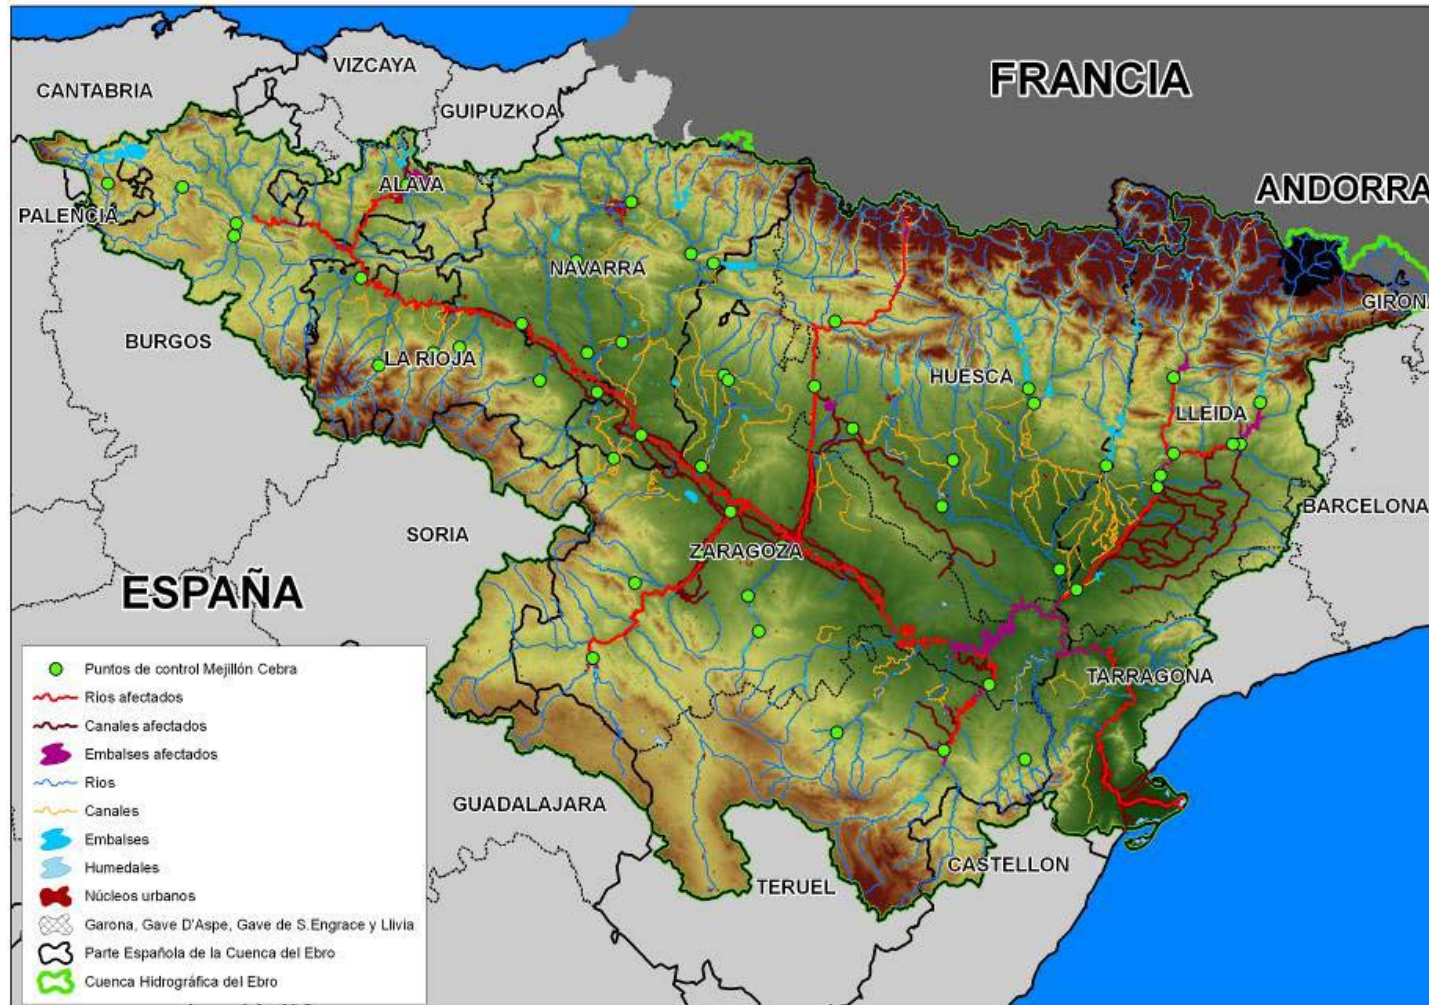 FRANCIA
VIZCAYA
CANTABRIA
GUIPUZKOA
ALAVA
ANDORRA
PALENCIA
NAVARRA
GIRONA
BURGOS
LA RIOJA
HUESCA
LLEIDA
BARCELONA
SORIA
ZARAGOZA
ESPAÑA
TARRAGONA
GUADALAJARA
CASTELLON
TERUEL
Puntos de control Mejillón Cebra
Ríos afectados
Canales afectados
Embalses afectados
Ríos
Canales
Embalses
Humedales
Núcleos urbanos
Garona, Gave D'Aspe, Gave de S.Engrace y Llivia
Parte Española de la Cuenca del Ebro
Cuenca Hidrográfica del Ebro